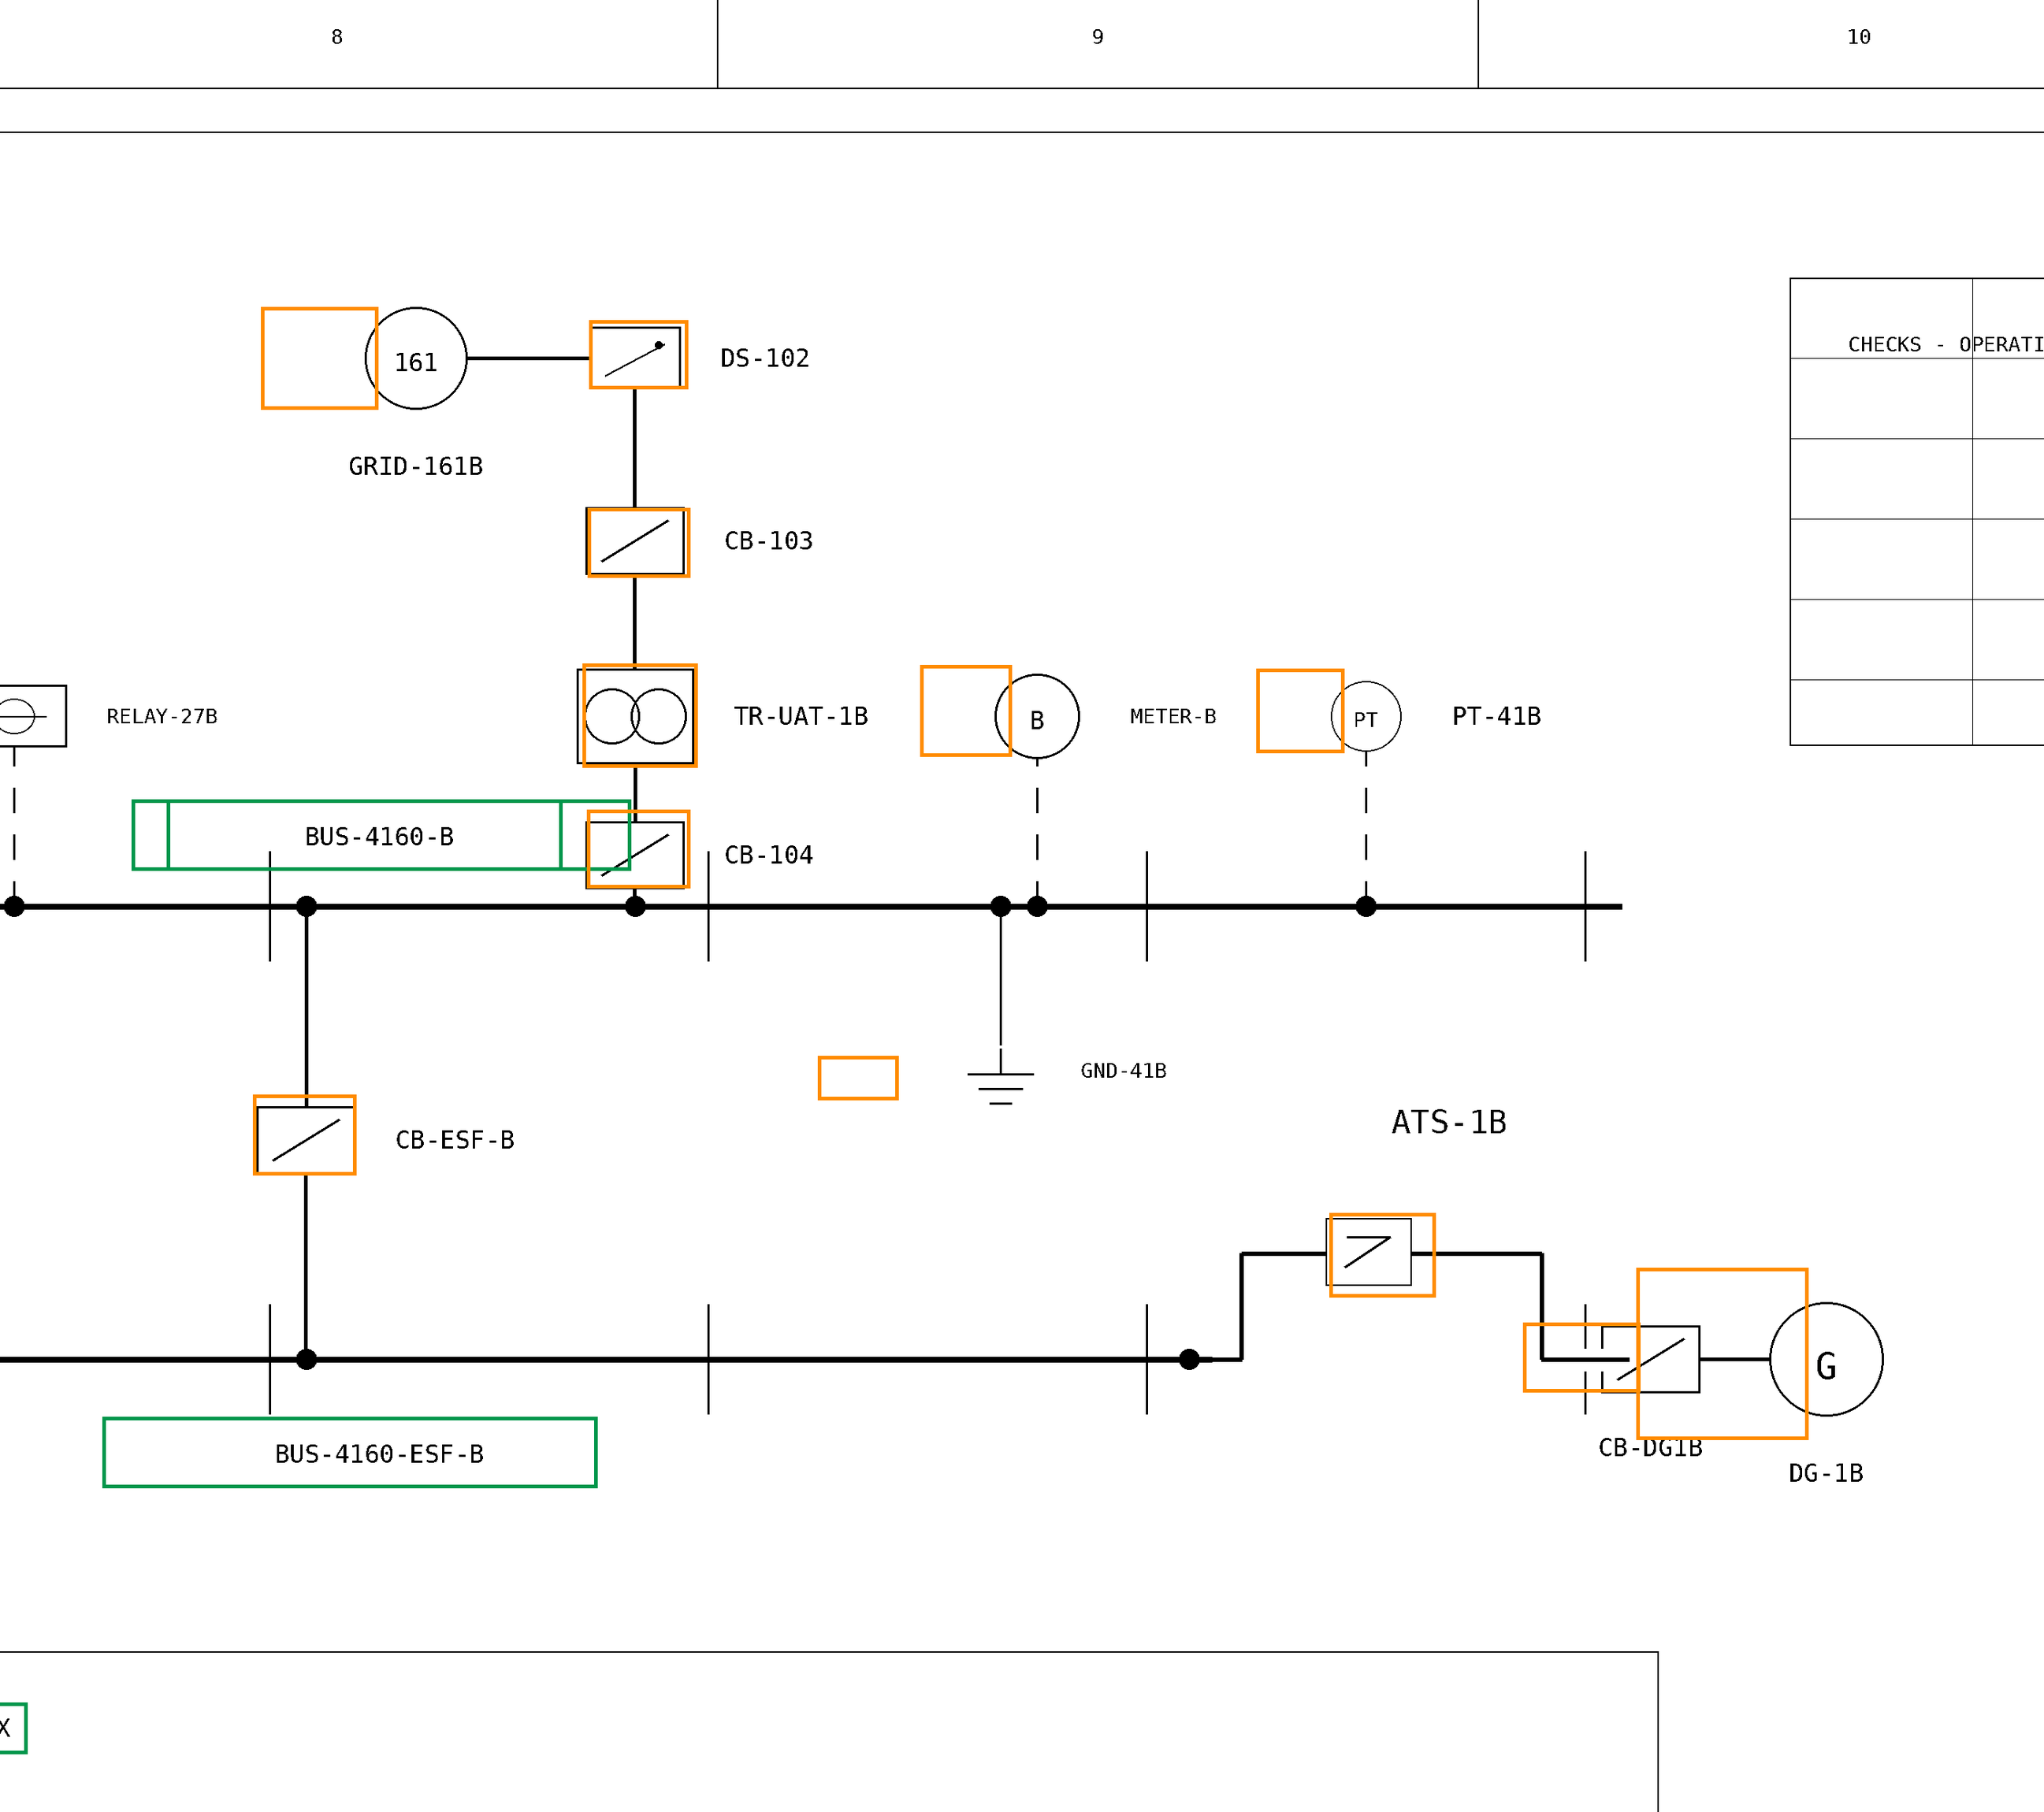 8
9
10
161
DS-102
CHECKS - OPERATI
GRID-161B
CB-103
RELAY-27B
TR-UAT-1B
B
METER-B
PT
PT-41B
BUS-4160-B
CB-104
GND-41B
ATS-1B
CB-ESF-B
G
CB-DG1B
DG-1B
BUS-4160-ESF-B
X